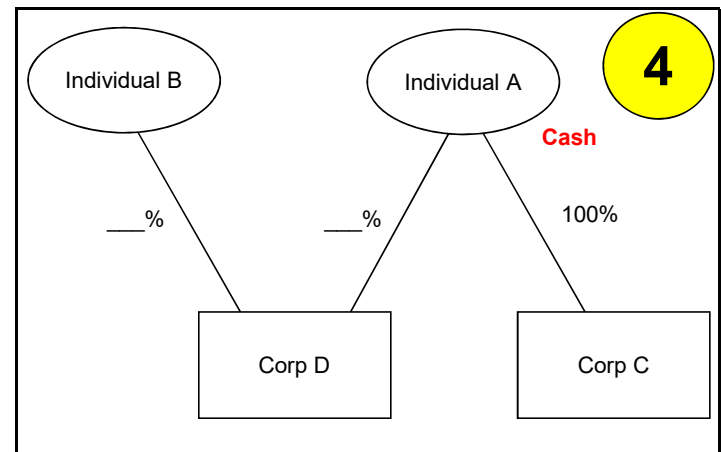 4
Individual B
Individual A
Cash
___%
___%
100%
Corp D
Corp C